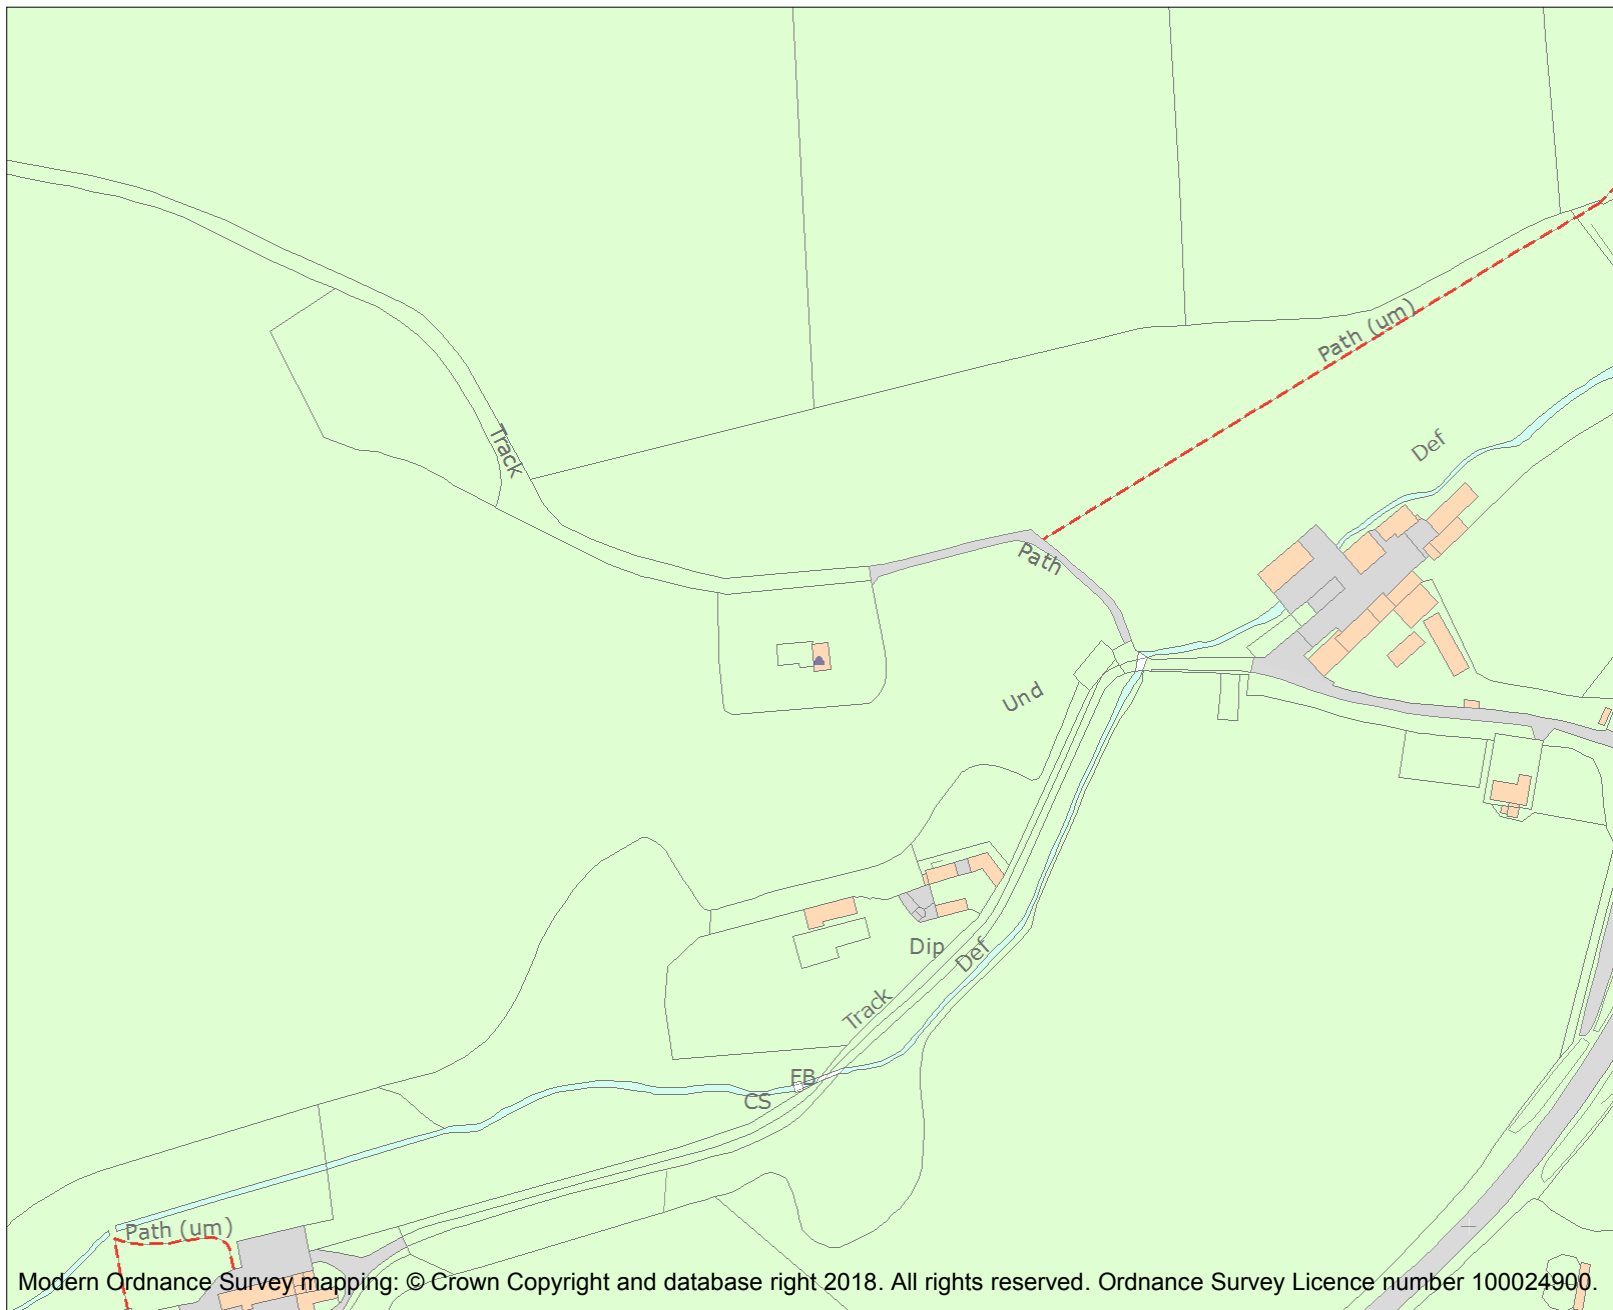 Path (um)
Def
Track
Path
Und
Dip
Def
Track
FB
CS
Path (um)
Modern Ordnance Survey mapping: © Crown Copyright and database right 2018. All rights reserved. Ordnance Survey Licence number 100024900.